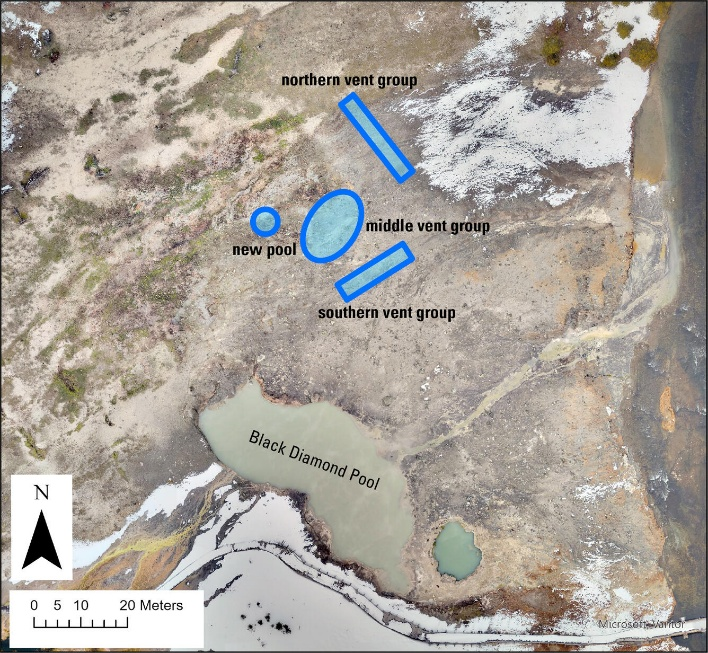 northern vent group
middle vent group
new pool
southern vent group
Black Diamond Pool
N
0 5 10 20 Meters
Microsoft, Vantor